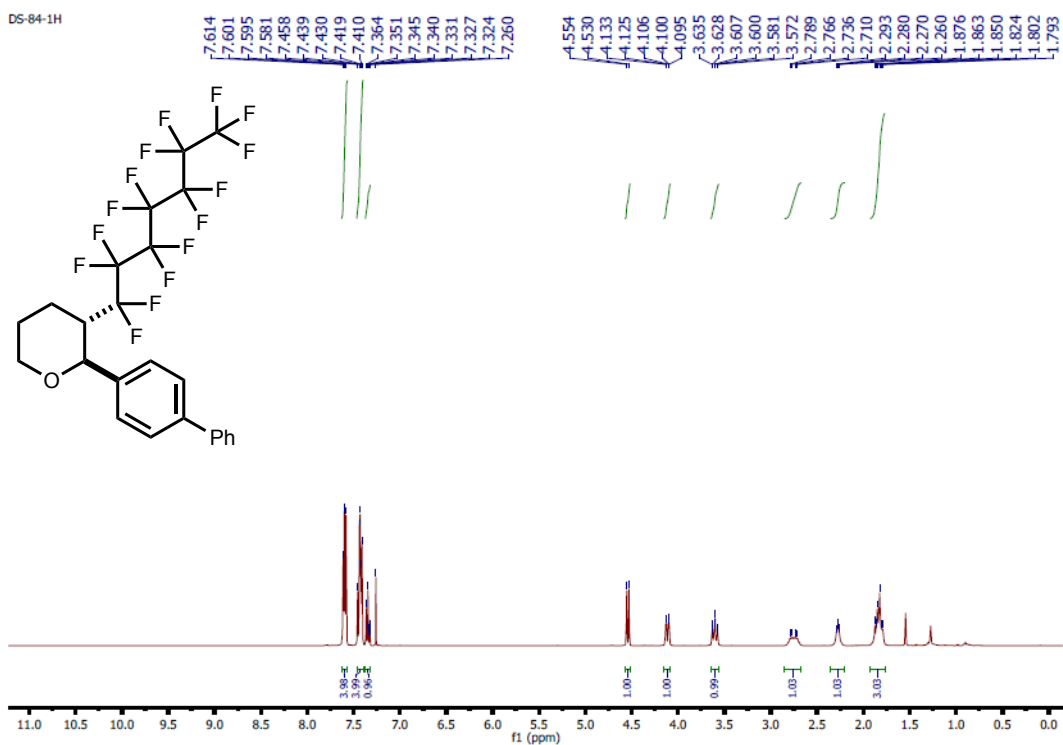 DS-84-1H
7.614 7.601 7.595 7.581 7.458 7.439 7.430 7.419 7.410 7.364 7.351 7.345 7.340 7.331 7.327 7.324 7.260 4.554 4.530 4.133 4.125 4.106 4.100 4.095 3.635 3.628 3.607 3.600 3.581 3.572 2.789 2.766 2.736 2.710 2.293 2.280 2.270 2.260 1.876 1.863 1.850 1.824 1.802 1.793
F
F F
F F
F
F F
F F
F F
F F
F
F
F
O
Ph
3.98 3.99 0.96 1.00 1.00 0.99 1.03 1.03 3.03
11.0 10.5 10.0 9.5 9.0 8.5 8.0 7.5 7.0 6.5 6.0 5.5 5.0 4.5 4.0 3.5 3.0 2.5 2.0 1.5 1.0 0.5 0.0
f1 (ppm)